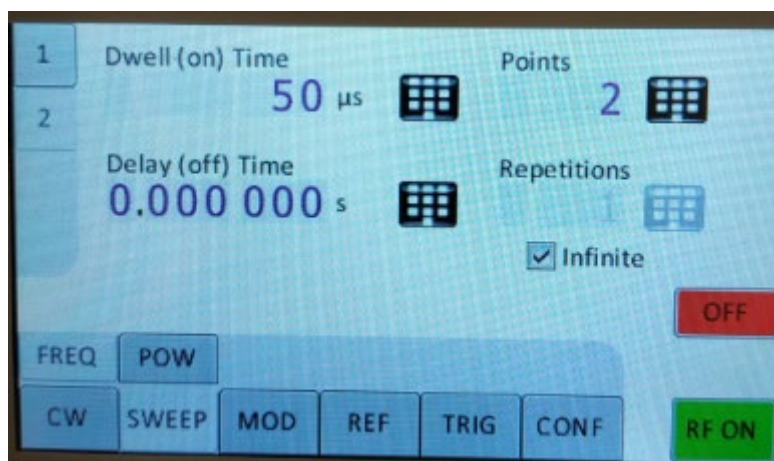 1
2
Dwell (on) Time
50 µs
Points
2
Delay (off) Time
0.000 000 s
Repetitions
1
Infinite
OFF
FREQ POW
CW SWEEP MOD REF TRIG CONF
RF ON